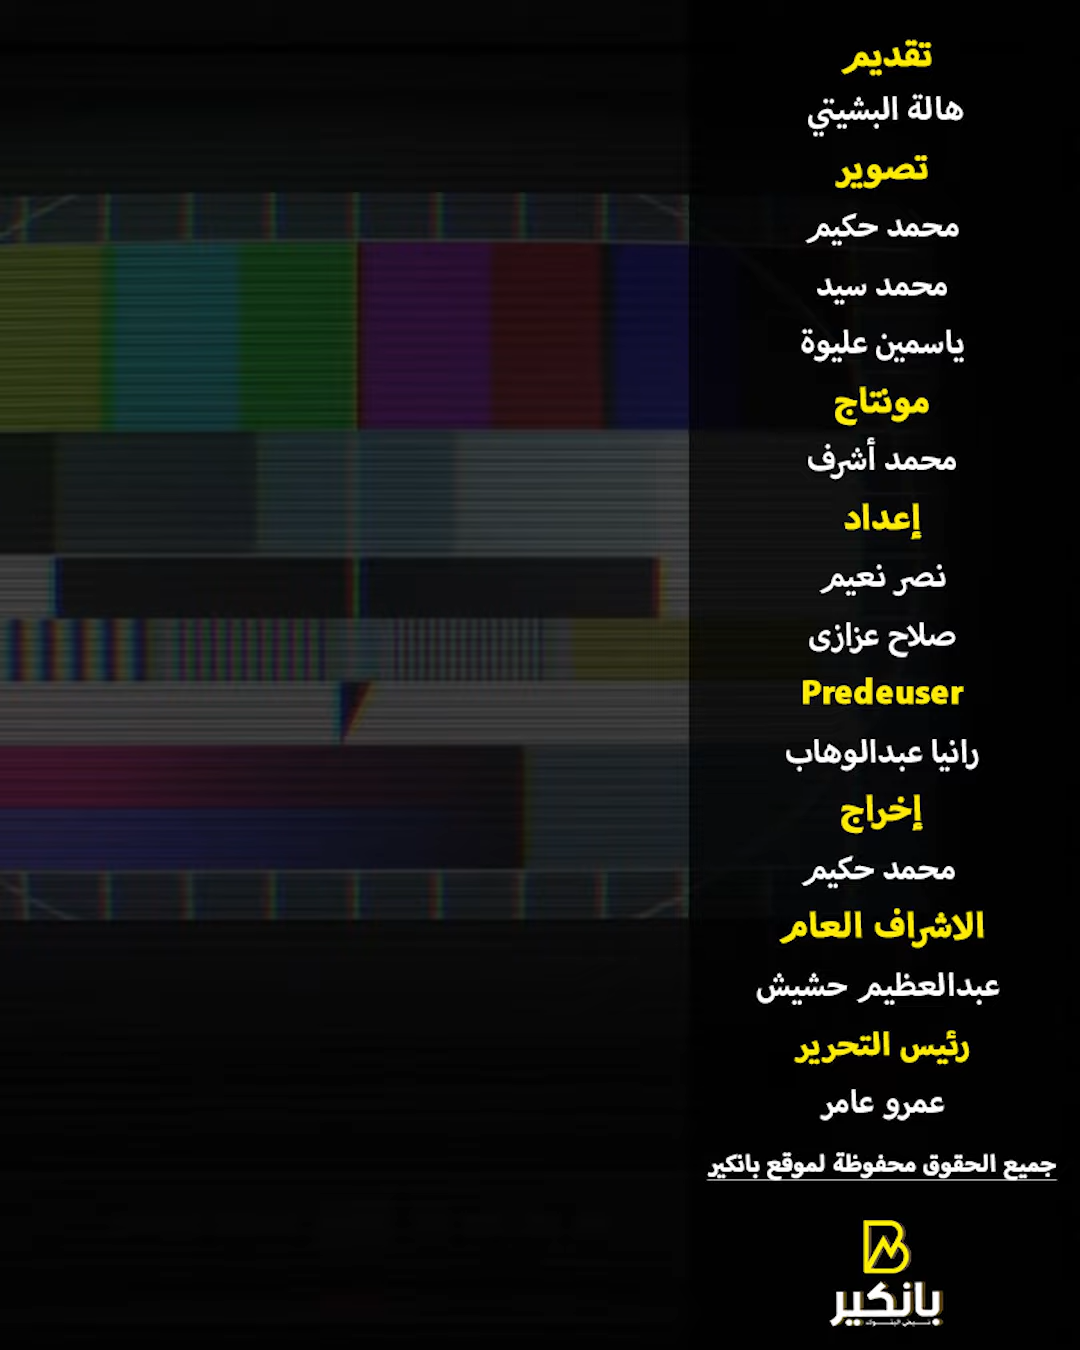 تقديم
هالة البشيتي
تصوير
محمد حكيم
محمد سيد
ياسمين عليوة
مونتاج
محمد أشرف
إعداد
نصر نعيم
صلاح عزازى
Predeuser
رانيا عبدالوهاب
إخراج
محمد حكيم
الاشراف العام
عبدالعظيم حشيش
رئيس التحرير
عمرو عامر
جميع الحقوق محفوظة لموقع بانكير
بانكير
نبض البنوك